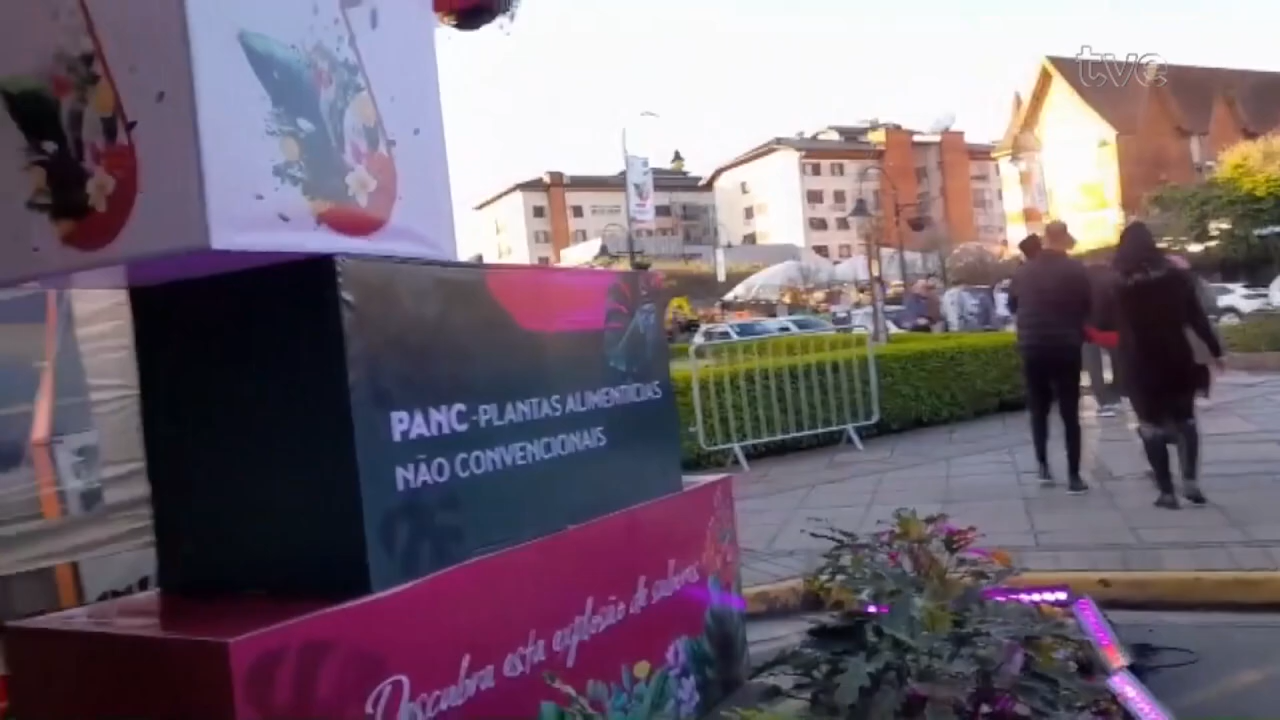 tve
PANC-PLANTAS ALIMENTÍCIAS
NÃO CONVENCIONAIS
Descubra esta explosão de sabores